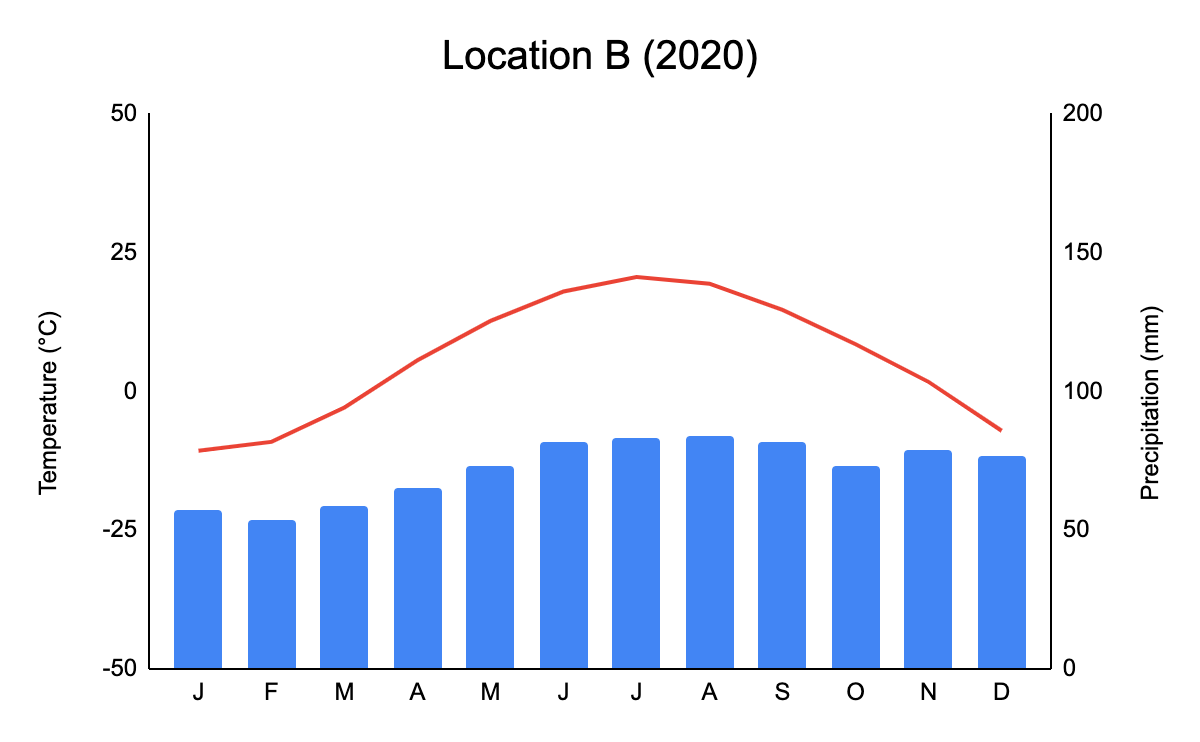 Location B (2020)
Temperature (°C)
50
25
0
-25
-50
200
150
100
50
0
Precipitation (mm)
J F M A M J J A S O N D